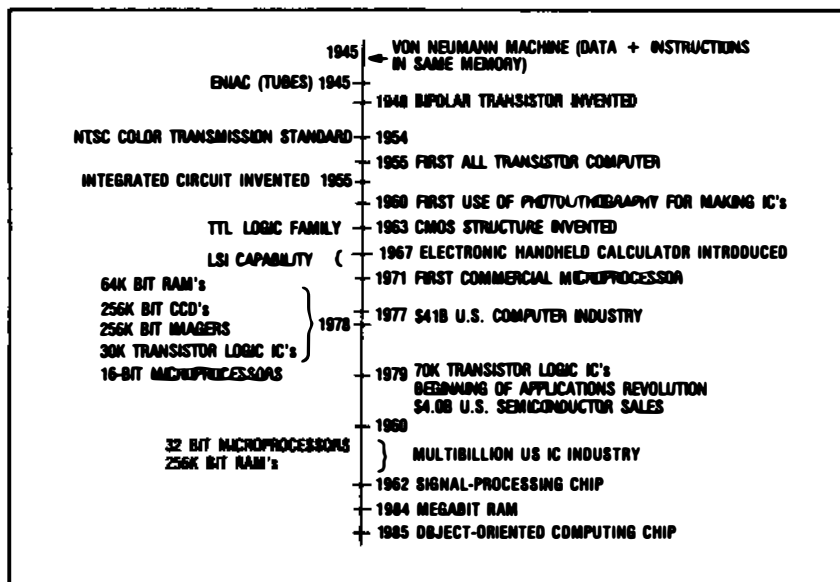 1945 VON NEUMANN MACHINE (DATA + INSTRUCTIONS
IN SAME MEMORY)
ENIAC (TUBES) 1945
1948 BIPOLAR TRANSISTOR INVENTED
NTSC COLOR TRANSMISSION STANDARD 1954
1955 FIRST ALL TRANSISTOR COMPUTER
INTEGRATED CIRCUIT INVENTED 1955
1960 FIRST USE OF PHOTOLITHOGRAPHY FOR MAKING IC's
TTL LOGIC FAMILY 1963 CMOS STRUCTURE INVENTED
LSI CAPABILITY ( 1967 ELECTRONIC HANDHELD CALCULATOR INTRODUCED
1971 FIRST COMMERCIAL MICROPROCESSOR
64K BIT RAM's
256K BIT CCD's
256K BIT IMAGERS
30K TRANSISTOR LOGIC IC's
16-BIT MICROPROCESSORS
1978
1977 $41B U.S. COMPUTER INDUSTRY
1979 70K TRANSISTOR LOGIC IC's
BEGINNING OF APPLICATIONS REVOLUTION
$4.0B U.S. SEMICONDUCTOR SALES
1960
32 BIT MICROPROCESSORS
256K BIT RAM's
MULTIBILLION US IC INDUSTRY
1962 SIGNAL-PROCESSING CHIP
1984 MEGABIT RAM
1985 OBJECT-ORIENTED COMPUTING CHIP